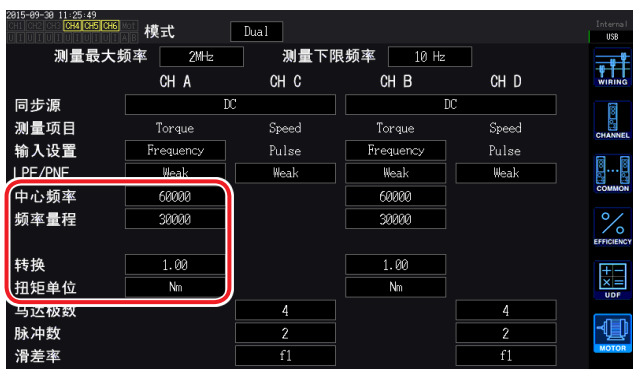 2015-09-30 11:25:49
CH1 CH2 CH3 CH4 CH5 CH6 Mot
U I U I U I U I U I U I A B
模式 Dual
Internal
USB
测量最大频率 2MHz 测量下限频率 10 Hz
CH A CH C CH B CH D
同步源 DC DC
测量项目 Torque Speed Torque Speed
输入设置 Frequency Pulse Frequency Pulse
LPF/PNF Weak Weak Weak Weak
中心频率 60000 60000
频率量程 30000 30000
转换 1.00 1.00
扭矩单位 Nm Nm
马达极数 4 4
脉冲数 2 2
滑差率 f1 f1
WIRING
CHANNEL
COMMON
EFFICIENCY
UDF
MOTOR